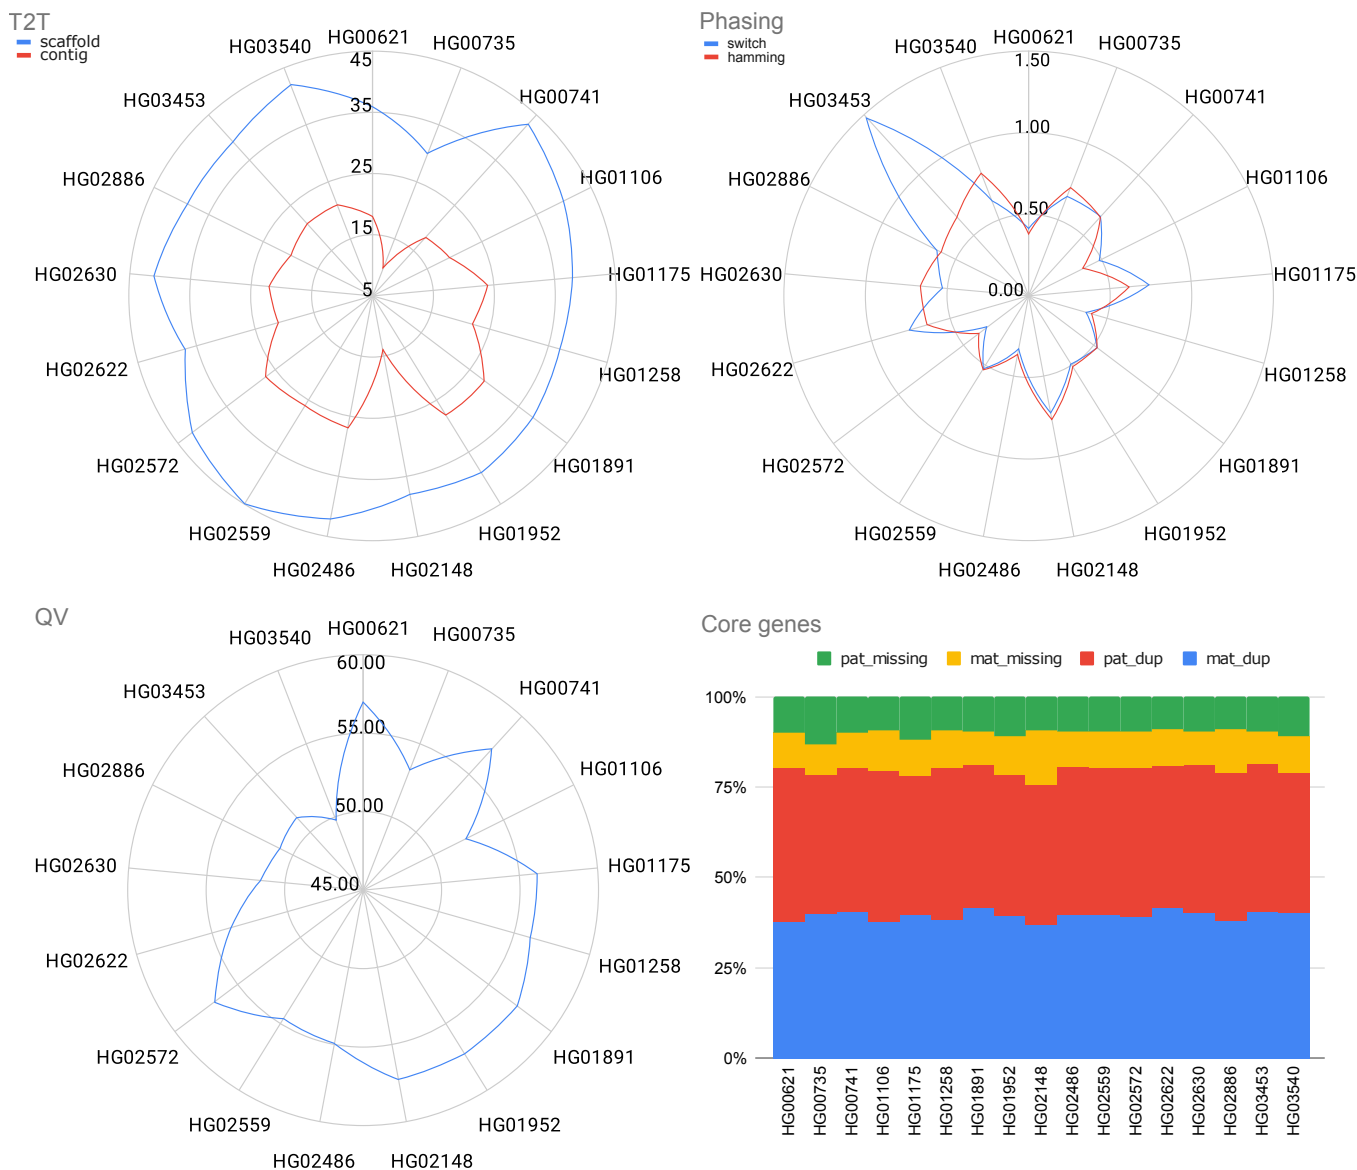 T2T
scaffold
contig
HG00621
HG00735
HG00741
HG01106
HG01175
HG01258
HG01891
HG01952
HG02148
HG02486
HG02559
HG02572
HG02622
HG02630
HG02886
HG03453
HG03540
45
35
25
15
5
Phasing
switch
hamming
HG00621
HG00735
HG00741
HG01106
HG01175
HG01258
HG01891
HG01952
HG02148
HG02486
HG02559
HG02572
HG02622
HG02630
HG02886
HG03453
HG03540
1.50
1.00
0.50
0.00
QV
HG00621
HG00735
HG00741
HG01106
HG01175
HG01258
HG01891
HG01952
HG02148
HG02486
HG02559
HG02572
HG02622
HG02630
HG02886
HG03453
HG03540
60.00
55.00
50.00
45.00
Core genes
pat_missing mat_missing pat_dup mat_dup
100%
75%
50%
25%
0%
HG00621
HG00735
HG00741
HG01106
HG01175
HG01258
HG01891
HG01952
HG02148
HG02486
HG02559
HG02572
HG02622
HG02630
HG02886
HG03453
HG03540